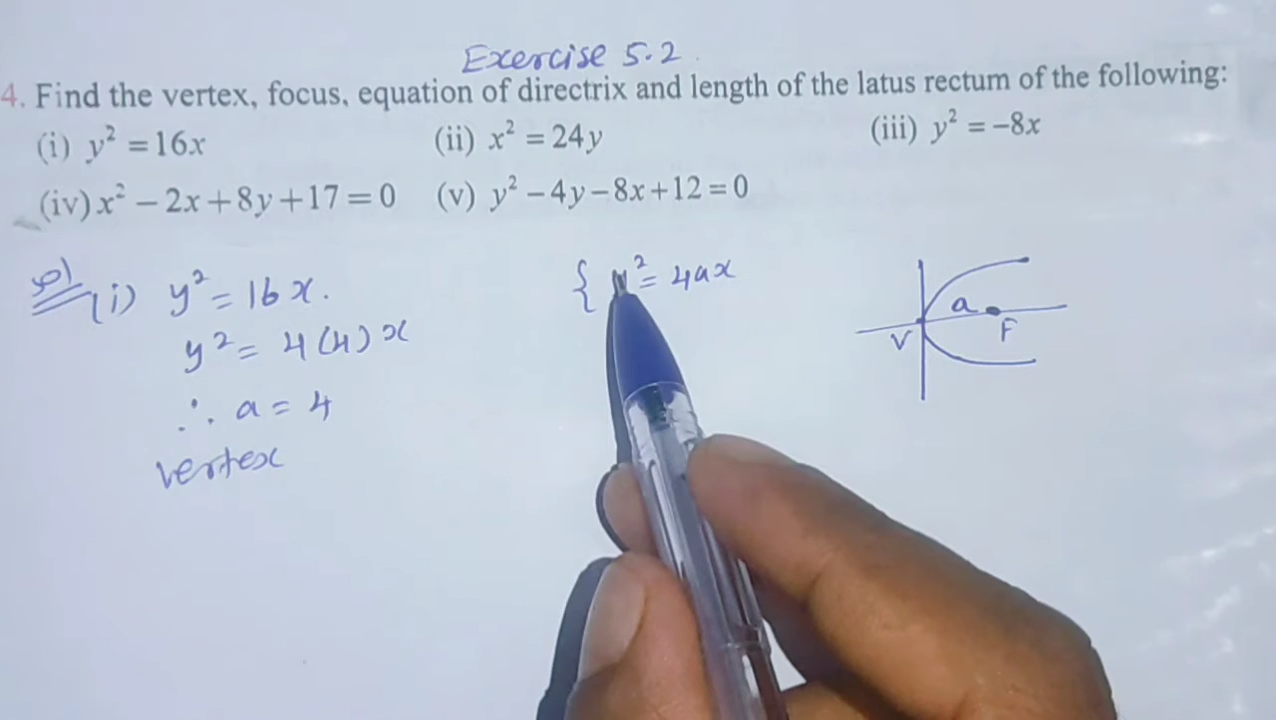 Exercise 5.2
4. Find the vertex, focus, equation of directrix and length of the latus rectum of the following:
(i) y² = 16x (ii) x² = 24y (iii) y² = −8x
(iv) x² − 2x + 8y + 17 = 0 (v) y² − 4y − 8x + 12 = 0
Sol
(i) y² = 16x. { y² = 4ax
y² = 4(4)x
∴ a = 4
vertex
a
V F